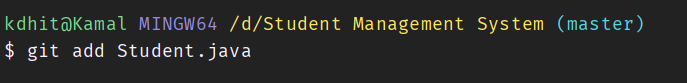 kdhit@Kamal MINGW64 /d/Student Management System (master)
$ git add Student.java